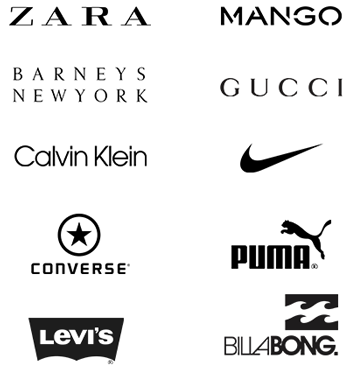 ZARA
MANGO
BARNEYS
NEWYORK
GUCCI
Calvin Klein
CONVERSE®
PUMA®
LEVI'S
®
BILLABONG.